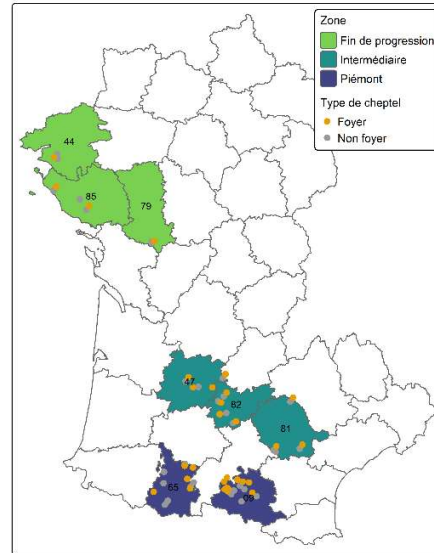 Zone
Fin de progression
Intermédiaire
Piémont
Type de cheptel
Foyer
Non foyer
44
85
79
47
82
81
65
09